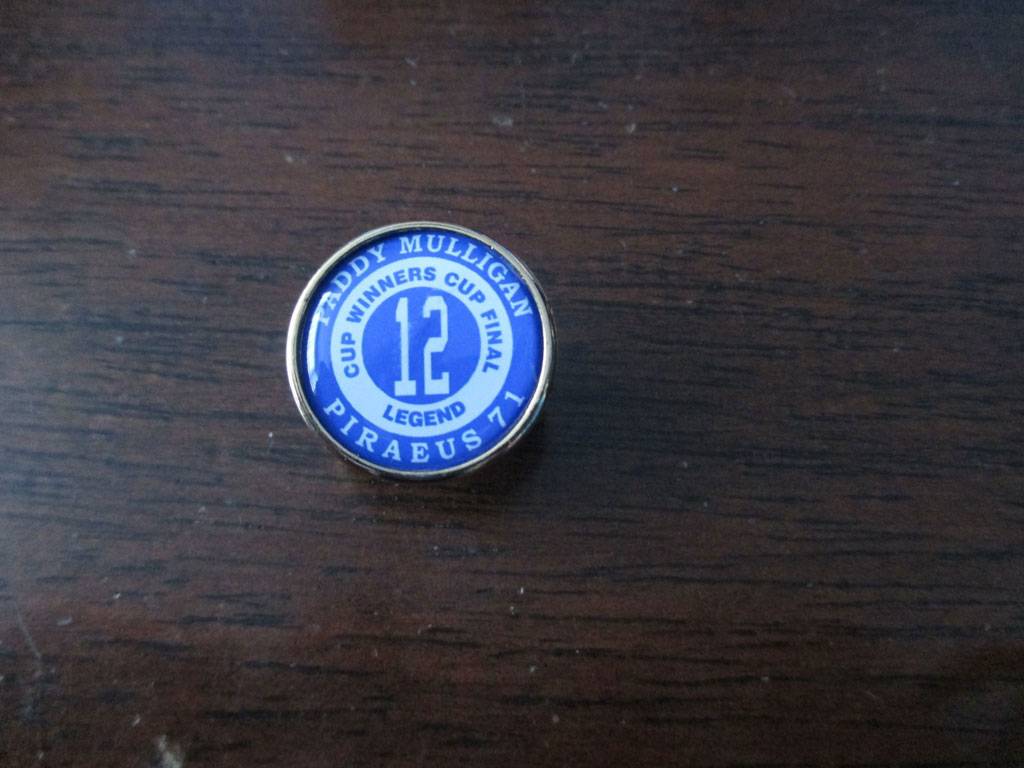 PADDY MULLIGAN
CUP WINNERS CUP FINAL
12
LEGEND
PIRAEUS 71